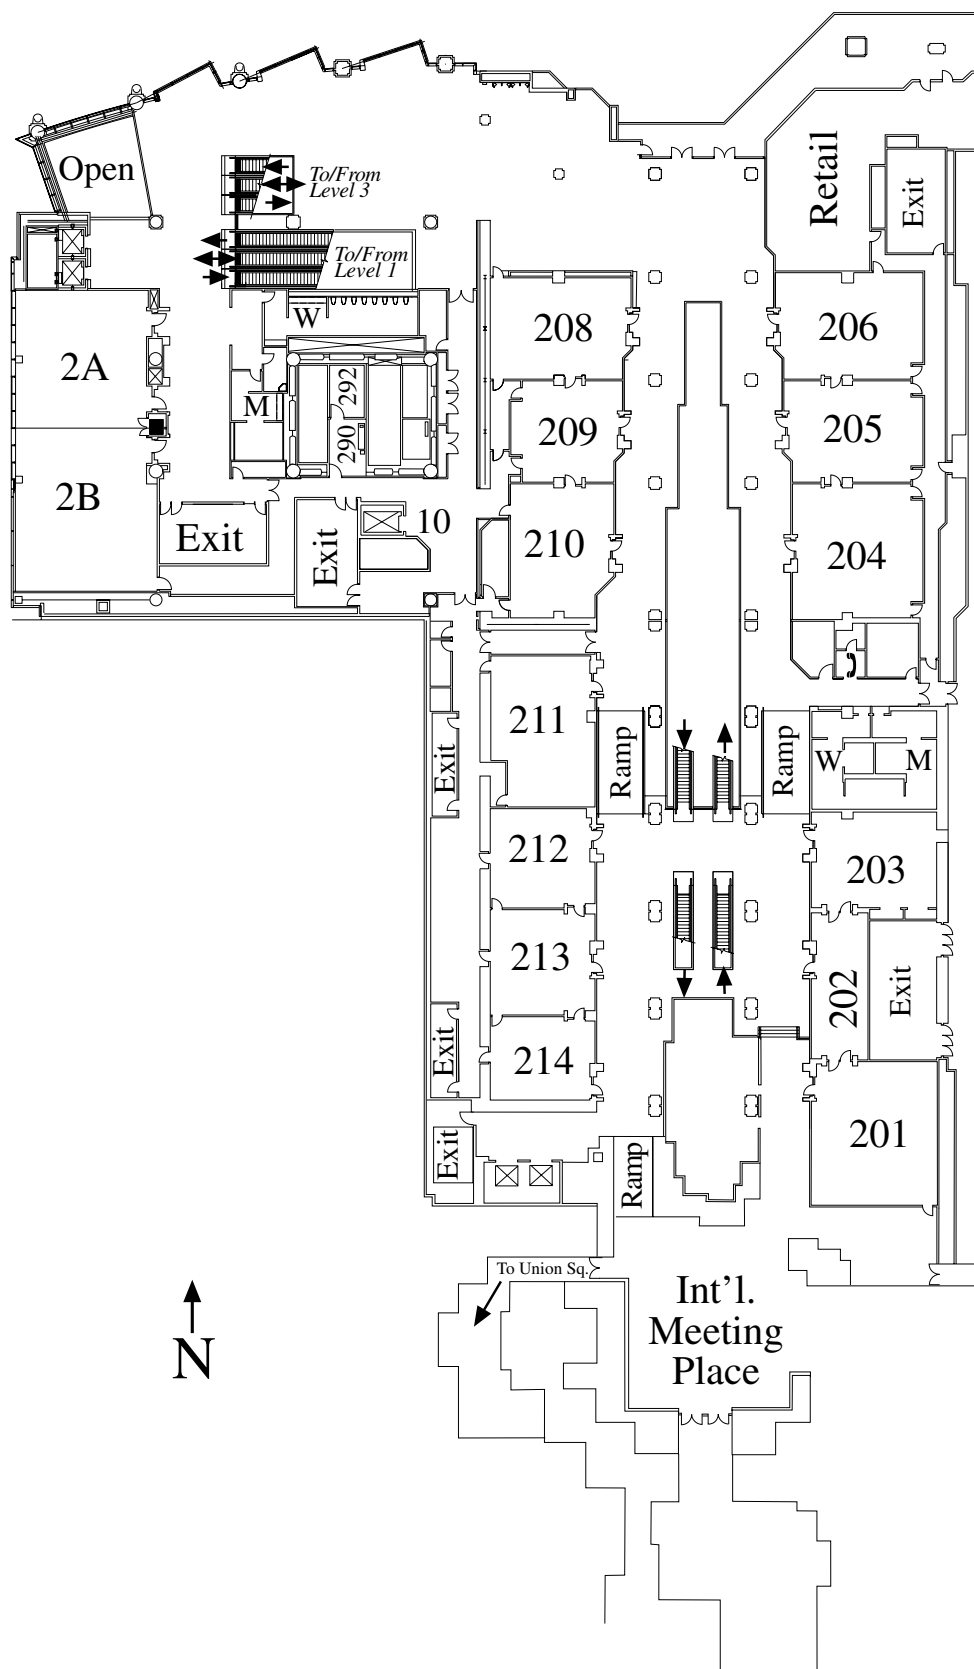 Open
To/From
Level 3
Retail
Exit
To/From
Level 1
W
208
206
2A
292
M
209
205
290
2B
10
Exit
Exit
210
204
211
Ramp
Ramp
W
M
Exit
212
203
213
202
Exit
Exit
214
201
Exit
Ramp
To Union Sq.
Int'l.
Meeting
Place
N